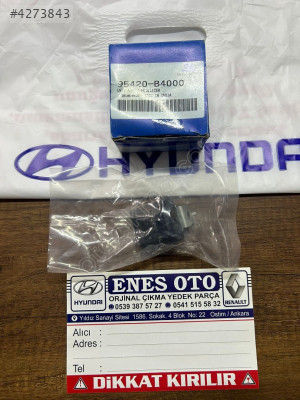 #4273843
95420-B4000
HYUNDAI
HYUNDAI
ENES OTO
ORJİNAL ÇIKMA YEDEK PARÇA
0539 387 57 27 0541 515 58 32
RENAULT
Yıldız Sanayi Sitesi 1586. Sokak. 4 Blok No: 22 Ostim / Ankara
Alıcı :
Adres :
Tel :
DİKKAT KIRILIR